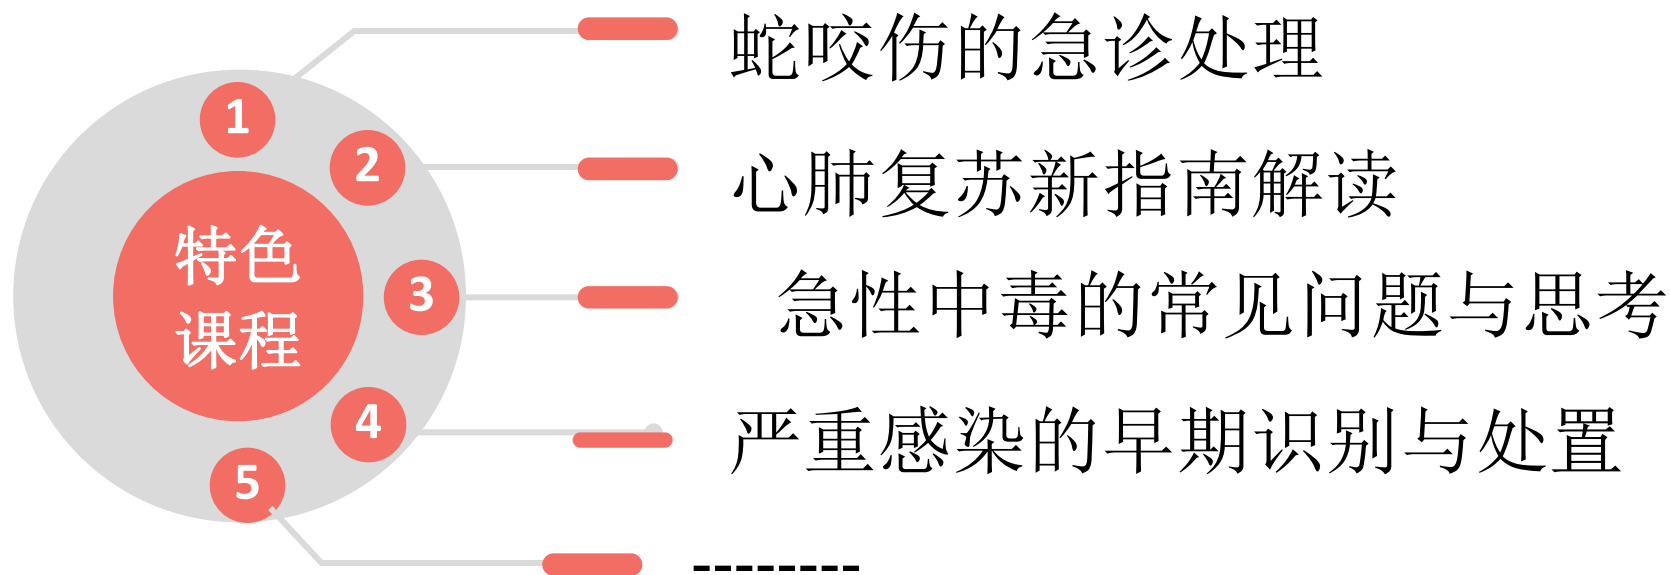 特色
课程
1
蛇咬伤的急诊处理
2
心肺复苏新指南解读
3
急性中毒的常见问题与思考
4
严重感染的早期识别与处置
5
--------